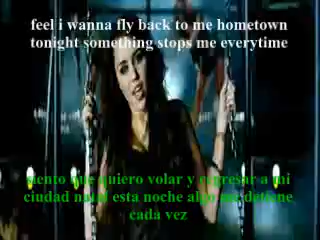 feel i wanna fly back to me hometown
tonight something stops me everytime
siento que quiero volar y regresar a mi
ciudad natal esta noche algo me detiene
cada vez